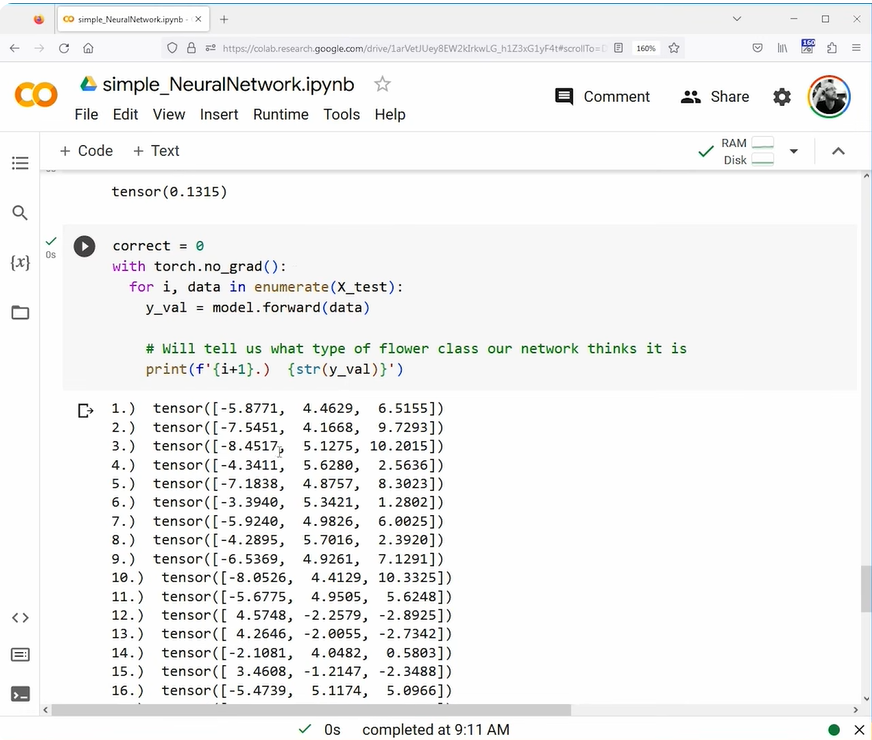 simple_NeuralNetwork.ipynb -
https://colab.research.google.com/drive/
160%
simple_NeuralNetwork.ipynb
File Edit View Insert Runtime Tools Help
Comment
Share
+ Code + Text
RAM
Disk
tensor(0.1315)
0s
correct = 0
with torch.no_grad():
for i, data in enumerate(X_test):
y_val = model.forward(data)
# Will tell us what type of flower class our network thinks it is
print(f'{i+1}.) {str(y_val)}')
{x}
1.) tensor([-5.8771, 4.4629, 6.5155])
2.) tensor([-7.5451, 4.1668, 9.7293])
3.) tensor([-8.4517, 5.1275, 10.2015])
4.) tensor([-4.3411, 5.6280, 2.5636])
5.) tensor([-7.1838, 4.8757, 8.3023])
6.) tensor([-3.3940, 5.3421, 1.2802])
7.) tensor([-5.9240, 4.9826, 6.0025])
8.) tensor([-4.2895, 5.7016, 2.3920])
9.) tensor([-6.5369, 4.9261, 7.1291])
10.) tensor([-8.0526, 4.4129, 10.3325])
11.) tensor([-5.6775, 4.9505, 5.6248])
12.) tensor([ 4.5748, -2.2579, -2.8925])
13.) tensor([ 4.2646, -2.0055, -2.7342])
14.) tensor([-2.1081, 4.0482, 0.5803])
15.) tensor([ 3.4608, -1.2147, -2.3488])
16.) tensor([-5.4739, 5.1174, 5.0966])
0s completed at 9:11 AM